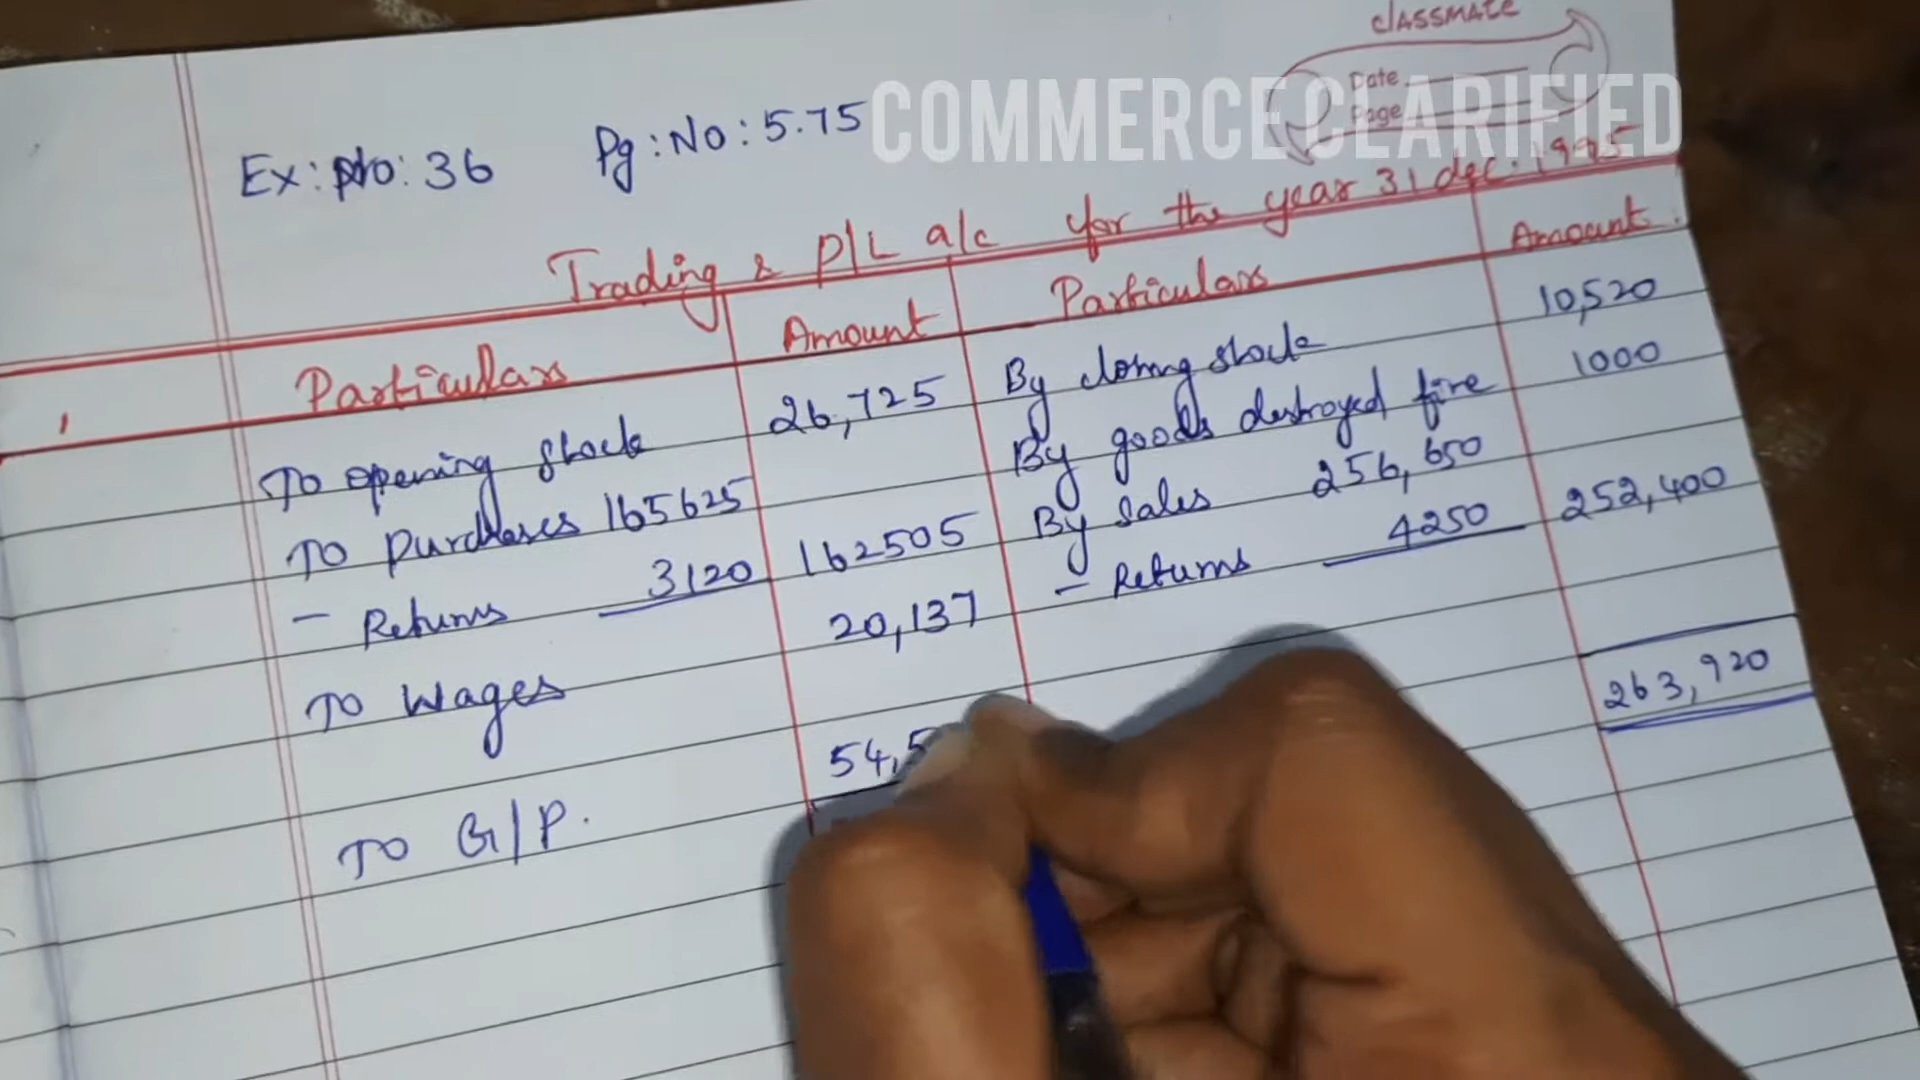 classmate
Date
Page
COMMERCE CLARIFIED
Ex: No: 36 Pg: No: 5.75
Trading & P/L a/c for the year 31 dec. 1995
Particulars Amount Particulars Amount
To opening stock 26,725 By closing stock 10,520
To purchases 165625 By goods destroyed fire 1000
- Returns 3120 162505 By sales 256,650
To Wages 20,137 - Returns 4250 252,400
To G/P. 54,5
263,920